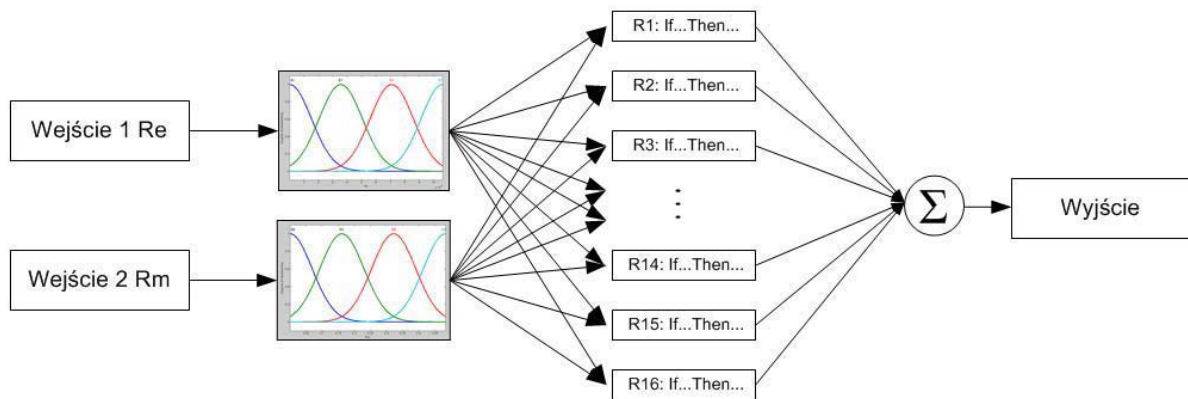 Wejście 1 Re
Wejście 2 Rm
R1: If...Then...
R2: If...Then...
R3: If...Then...
R14: If...Then...
R15: If...Then...
R16: If...Then...
Σ
Wyjście